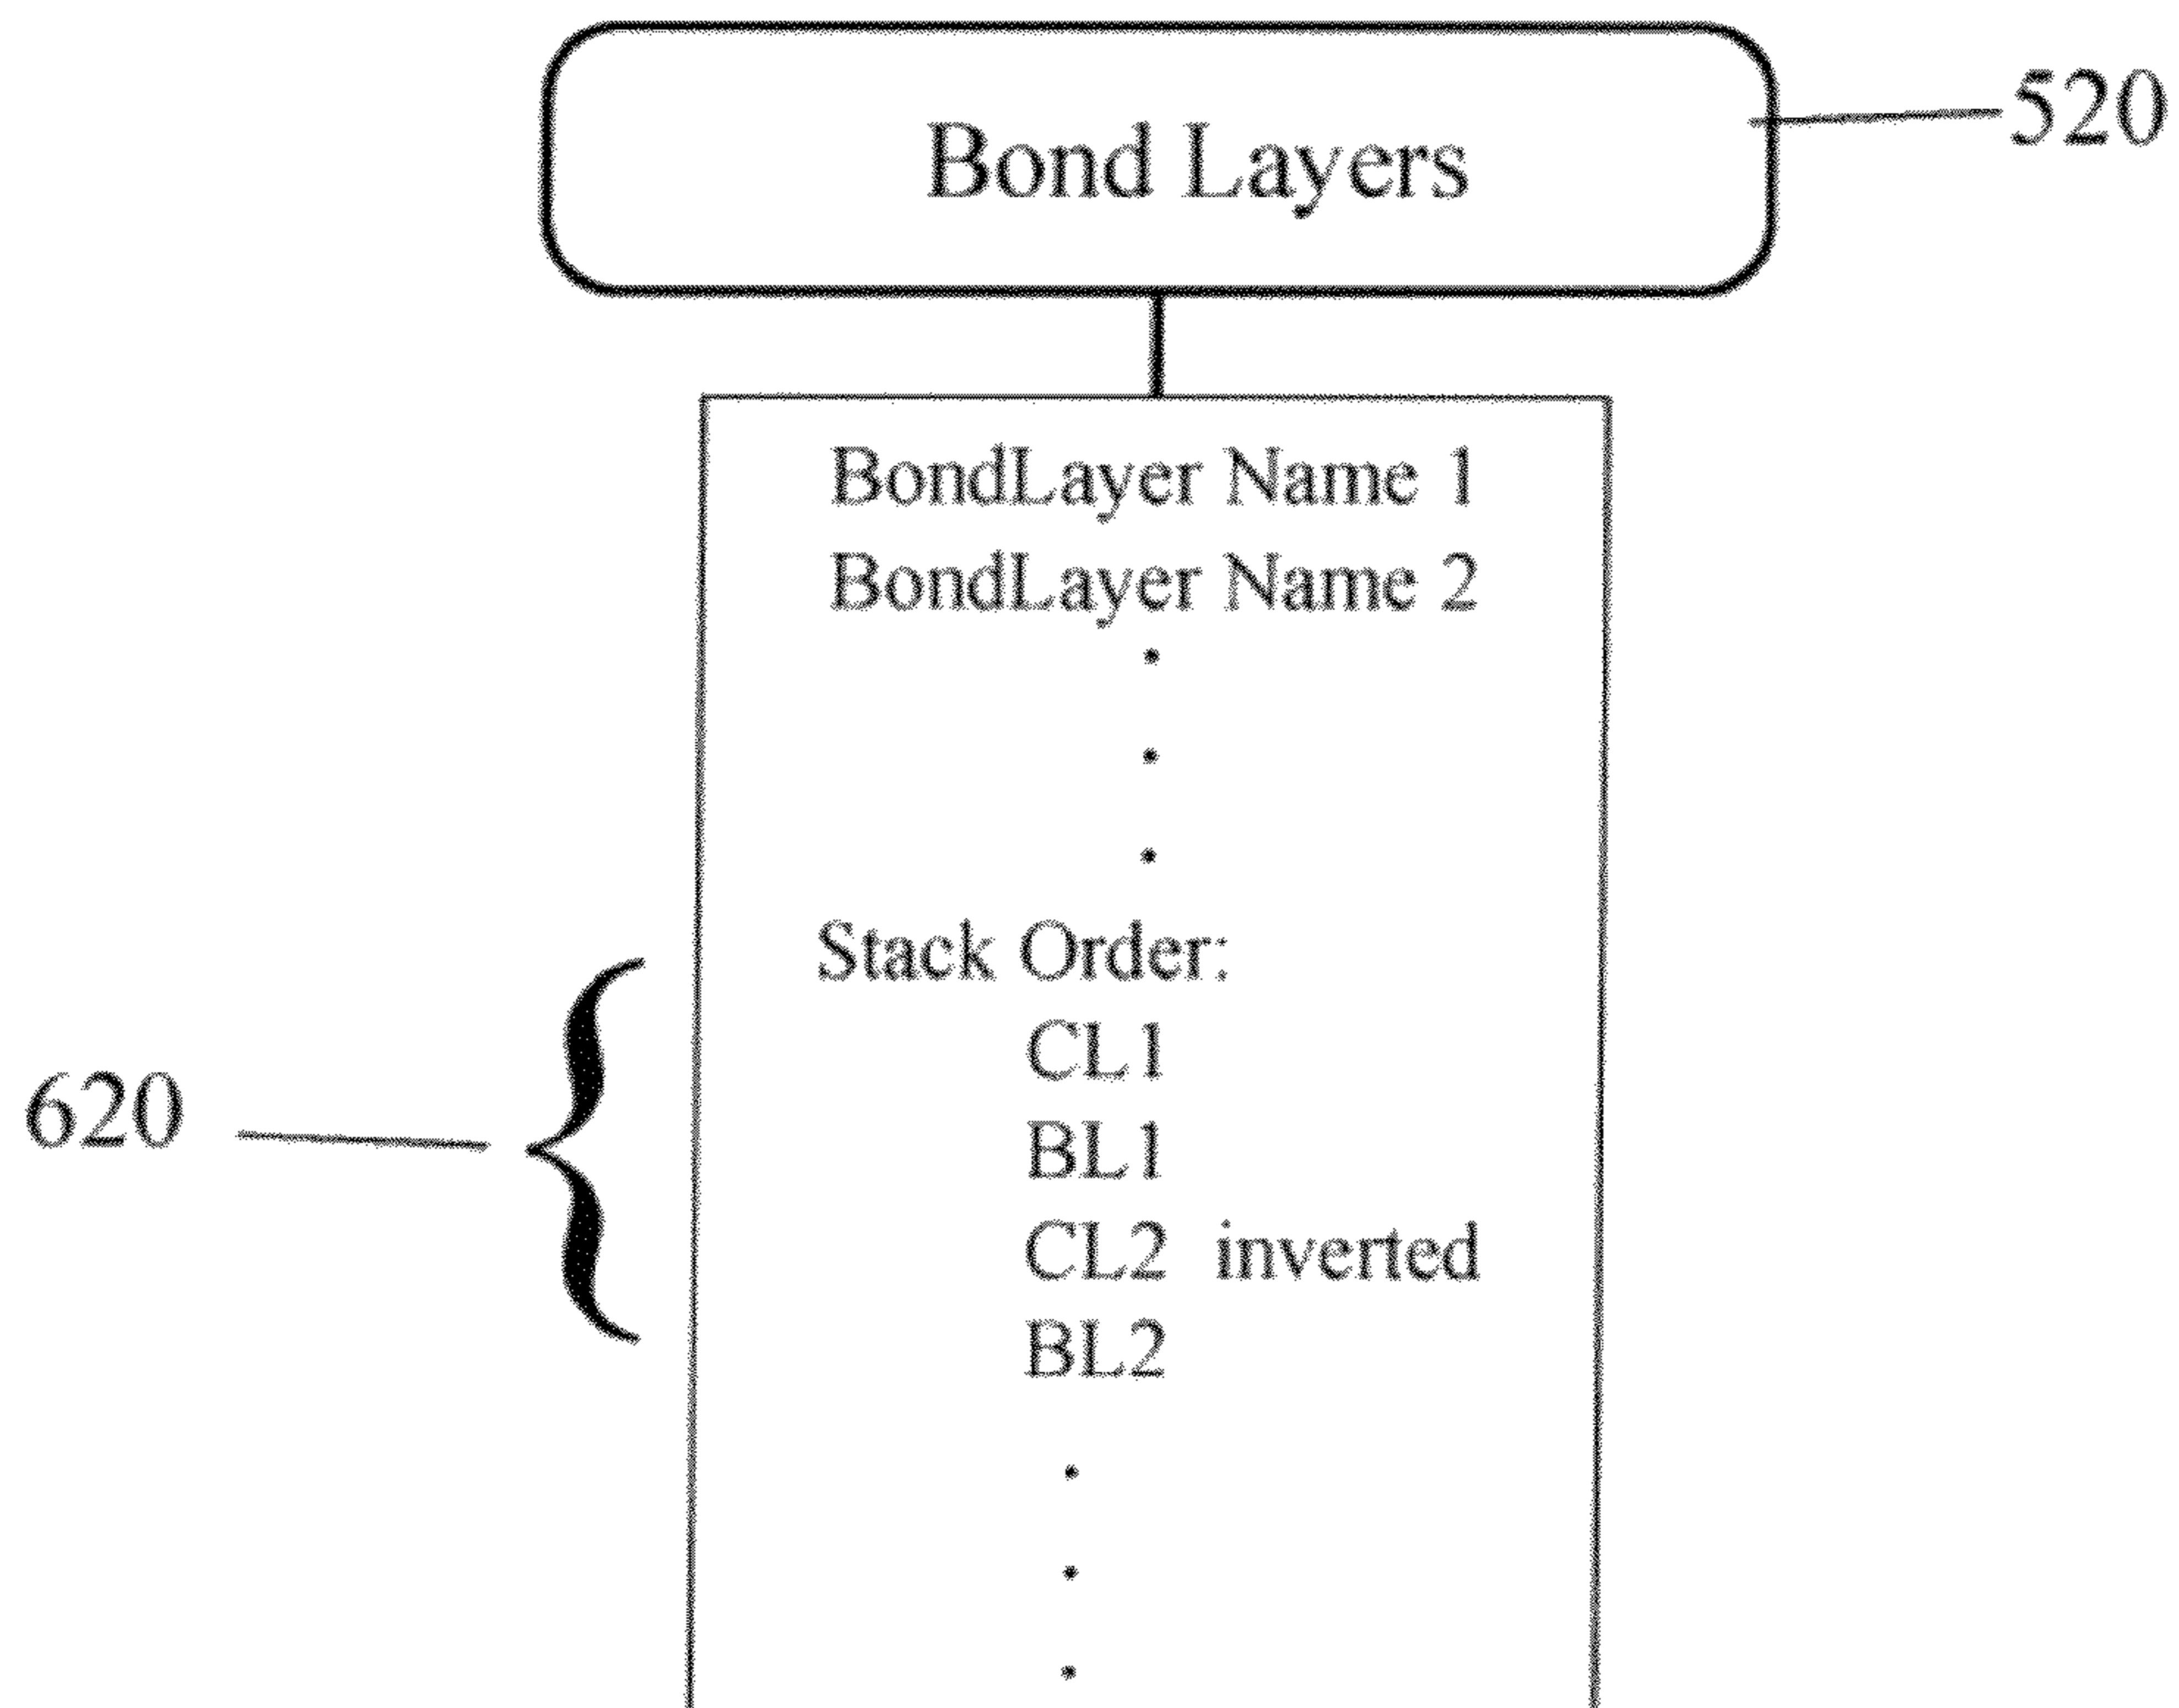 Bond Layers
520
BondLayer Name 1
BondLayer Name 2
.
.
.
Stack Order:
CL1
BL1
620
CL2 inverted
BL2
.
.
.